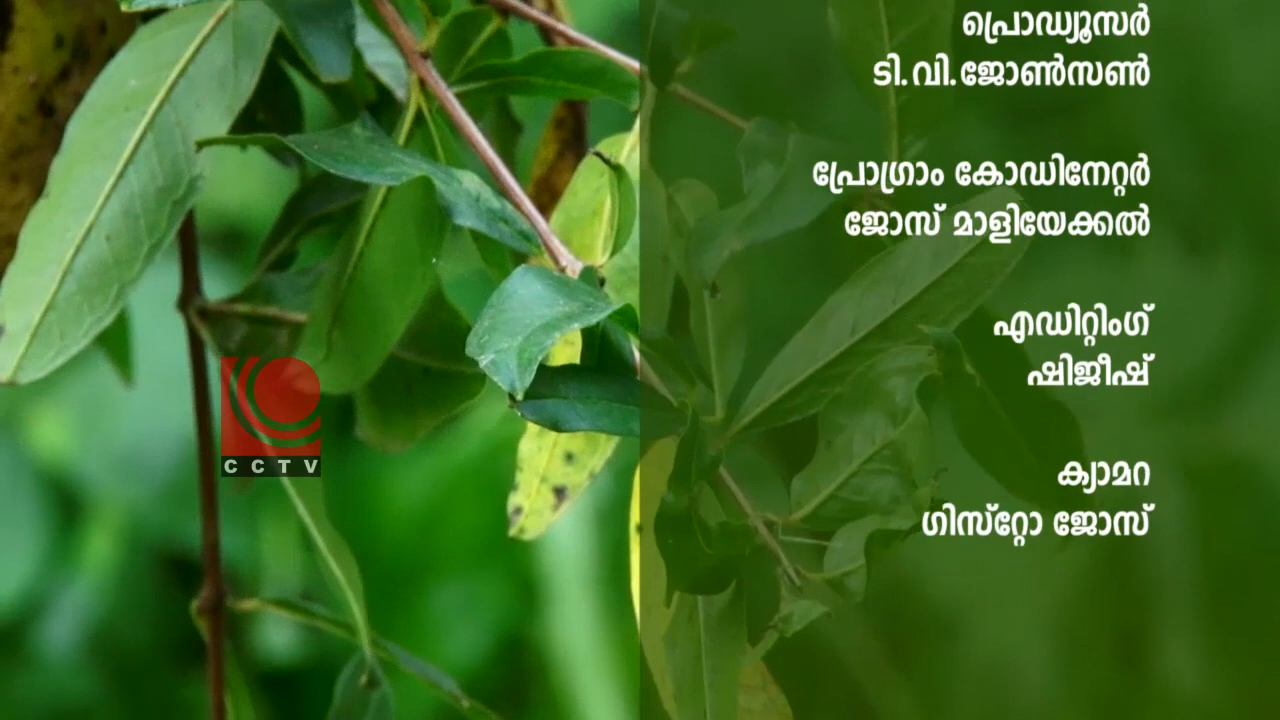 പ്രൊഡ്യൂസർ
ടി.വി.ജോൺസൺ
പ്രോഗ്രാം കോഡിനേറ്റർ
ജോസ് മാളിയേക്കൽ
എഡിറ്റിംഗ്
ഷിജീഷ്
ക്യാമറ
ഗിസ്റ്റോ ജോസ്
CCTV